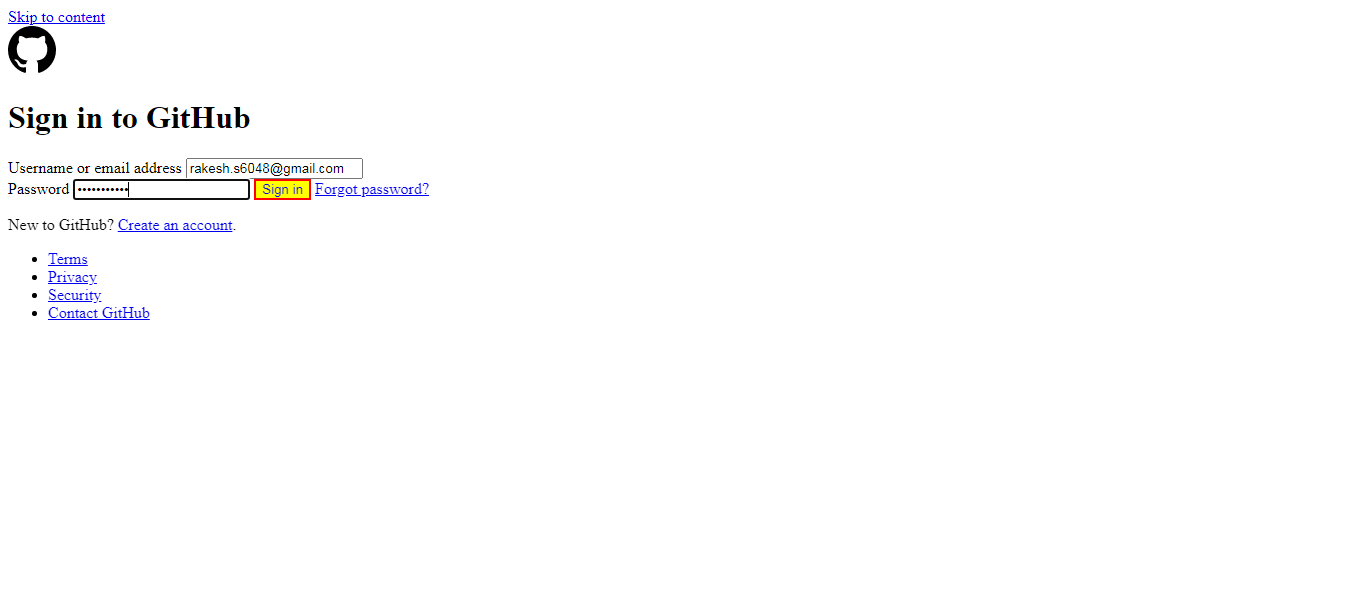 Skip to content
Sign in to GitHub
Username or email address rakesh.s6048@gmail.com
Password ••••••••••• Sign in Forgot password?
New to GitHub? Create an account.
• Terms
• Privacy
• Security
• Contact GitHub